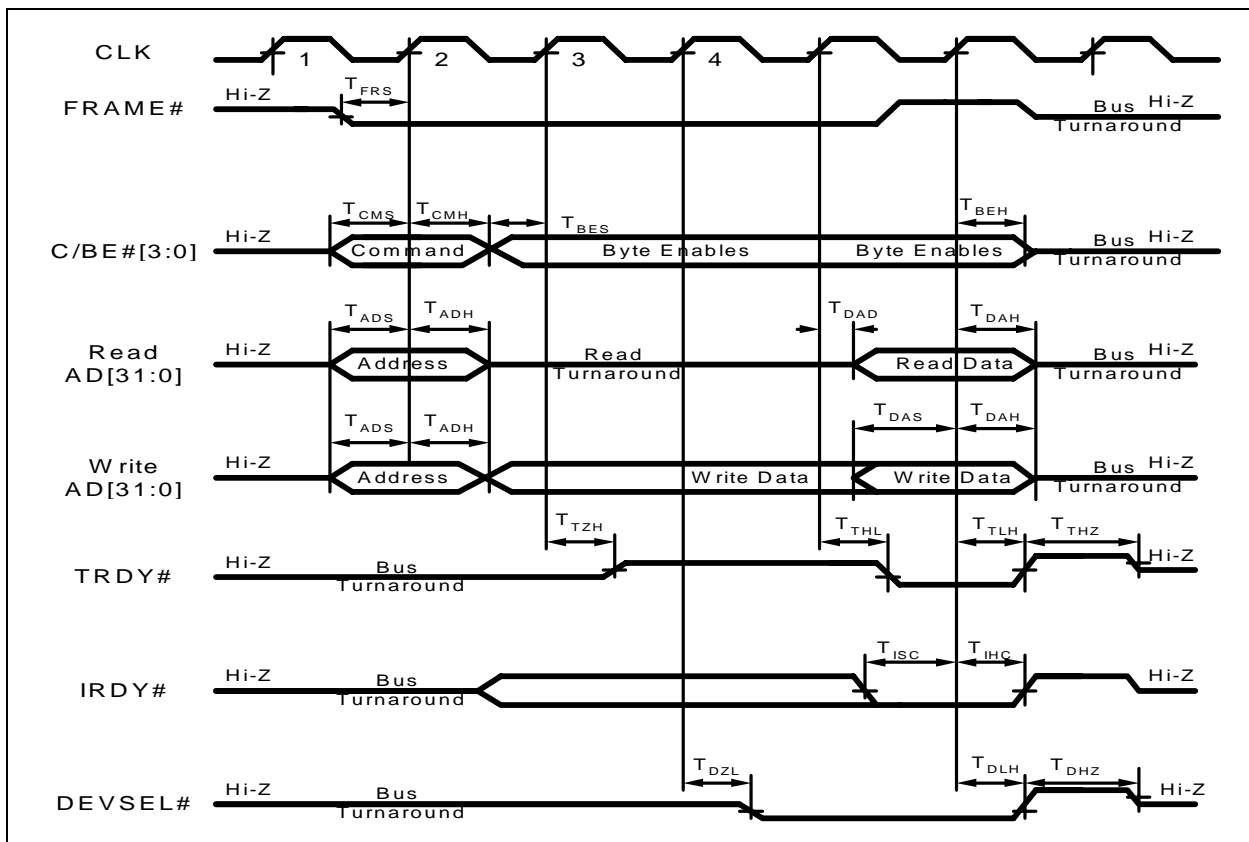 CLK
1 2 3 4
FRAME#
Hi-Z
TFRS
Bus Hi-Z
Turnaround
C/BE#[3:0]
Hi-Z
TCMS TCMH
TBES
TBEH
Command
Byte Enables
Byte Enables
Bus Hi-Z
Turnaround
Read
AD[31:0]
Hi-Z
TADS TADH
TDAD
TDAH
Address
Read
Turnaround
Read Data
Bus Hi-Z
Turnaround
Write
AD[31:0]
Hi-Z
TADS TADH
TDAS TDAH
Address
Write Data
Write Data
Bus Hi-Z
Turnaround
TRDY#
Hi-Z
Bus
Turnaround
TTZH
TTHL
TTLH TTHZ
Hi-Z
IRDY#
Hi-Z
Bus
Turnaround
TISC TIHC
Hi-Z
DEVSEL#
Hi-Z
Bus
Turnaround
TDZL
TDLH TDHZ
Hi-Z